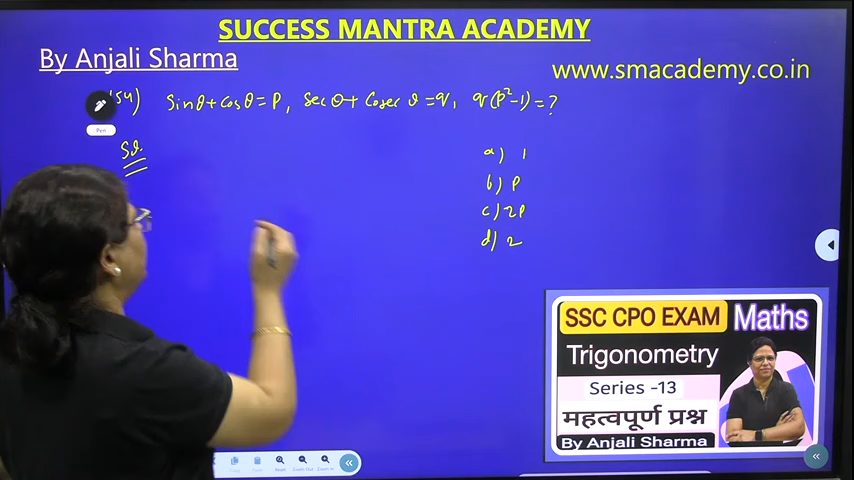 SUCCESS MANTRA ACADEMY
By Anjali Sharma
www.smacademy.co.in
154) Sinθ + Cosθ = P, Secθ + Cosecθ = q, q(P²-1) = ?
Pen
Sol.
a) 1
b) P
c) 2P
d) 2
SSC CPO EXAM Maths
Trigonometry
Series -13
महत्वपूर्ण प्रश्न
By Anjali Sharma